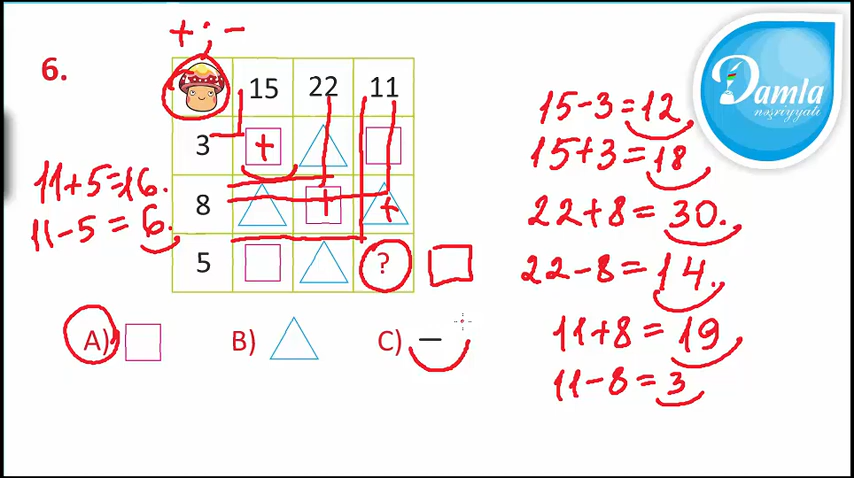 + ; -
6.
15 22 11
3 +
8 + +
5 ?
11+5=16.
11-5=6.
A) B) C) -
15-3=12
15+3=18
22+8=30.
22-8=14.
11+8=19
11-8=3
Damla
nəşriyyatı